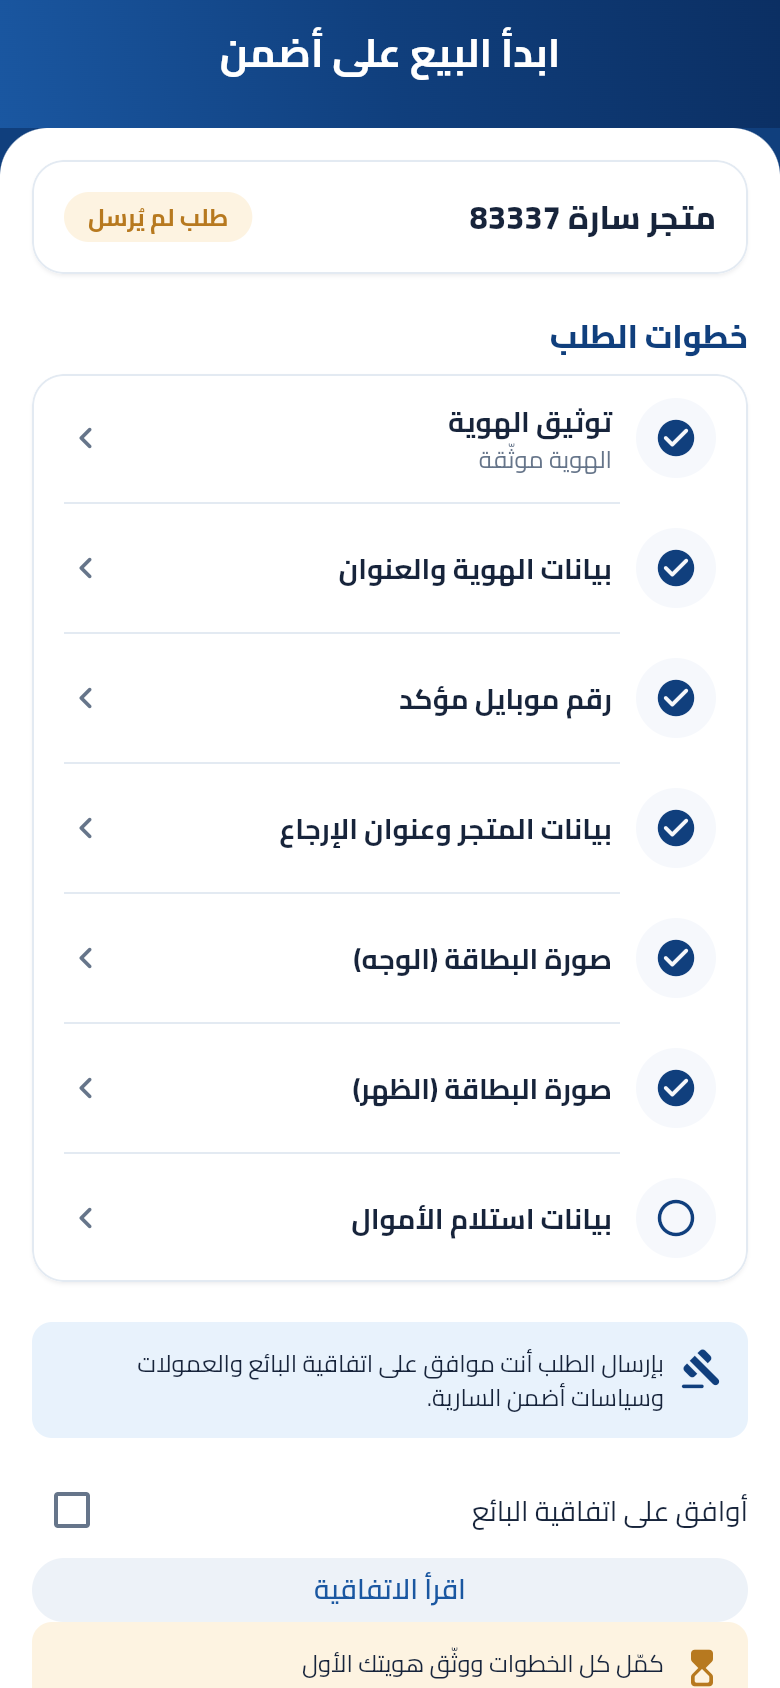 ابدأ البيع على أضمن
متجر سارة 83337
طلب لم يُرسل
خطوات الطلب
توثيق الهوية
الهوية موثّقة
بيانات الهوية والعنوان
رقم موبايل مؤكد
بيانات المتجر وعنوان الإرجاع
صورة البطاقة (الوجه)
صورة البطاقة (الظهر)
بيانات استلام الأموال
بإرسال الطلب أنت موافق على اتفاقية البائع والعمولات
وسياسات أضمن السارية.
أوافق على اتفاقية البائع
اقرأ الاتفاقية
كمّل كل الخطوات ووثّق هويتك الأول